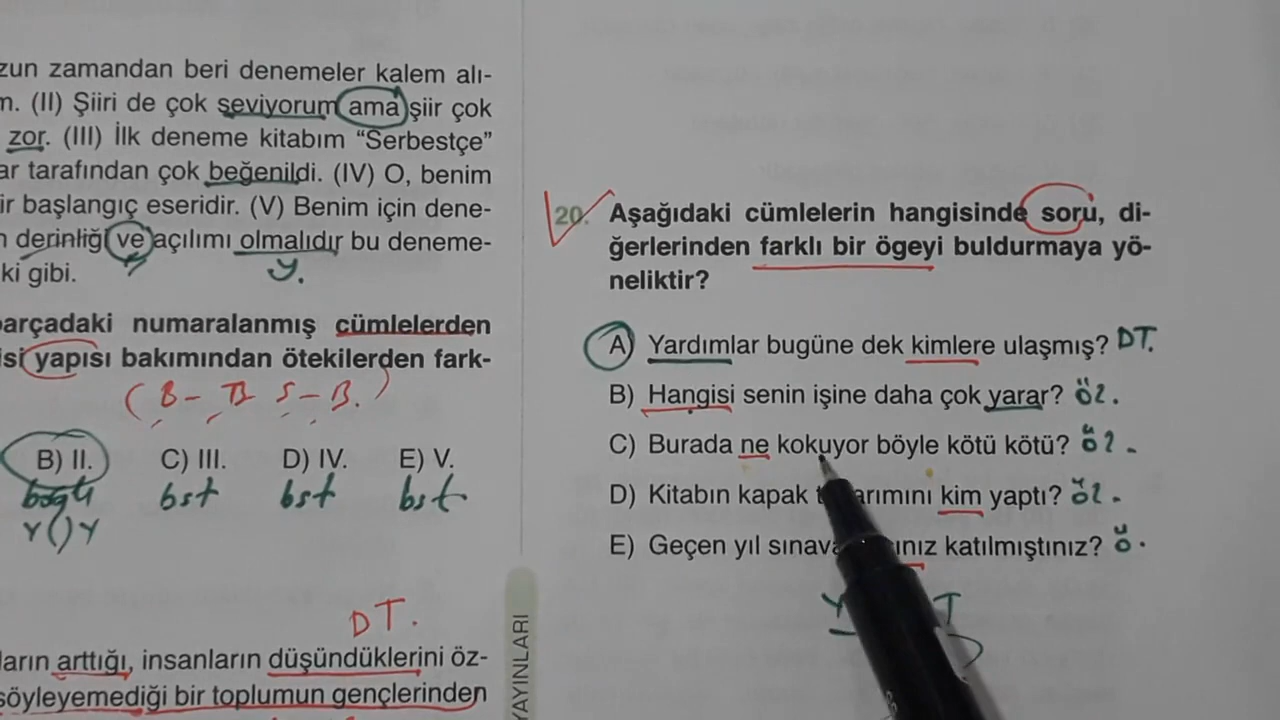 zun zamandan beri denemeler kalem alı-
n. (II) Şiiri de çok seviyorum ama şiir çok
zor. (III) İlk deneme kitabım “Serbestçe”
ar tarafından çok beğenildi. (IV) O, benim
ir başlangıç eseridir. (V) Benim için dene-
n derinliği ve açılımı olmalıdır bu deneme-
ki gibi.
y.
parçadaki numaralanmış cümlelerden
isi yapısı bakımından ötekilerden fark-
(B - B S - B.)
B) II. C) III. D) IV. E) V.
bağlı bst bst bst
Y()Y
DT.
ların arttığı, insanların düşündüklerini öz-
söyleyemediği bir toplumun gençlerinden
YAYINLARI
20. Aşağıdaki cümlelerin hangisinde soru, di-
ğerlerinden farklı bir ögeyi buldurmaya yö-
neliktir?
A) Yardımlar bugüne dek kimlere ulaşmış? DT.
B) Hangisi senin işine daha çok yarar? öz.
C) Burada ne kokuyor böyle kötü kötü? öz.
D) Kitabın kapak arımını kim yaptı? öz.
E) Geçen yıl sınava ınız katılmıştınız? ö.
Y T